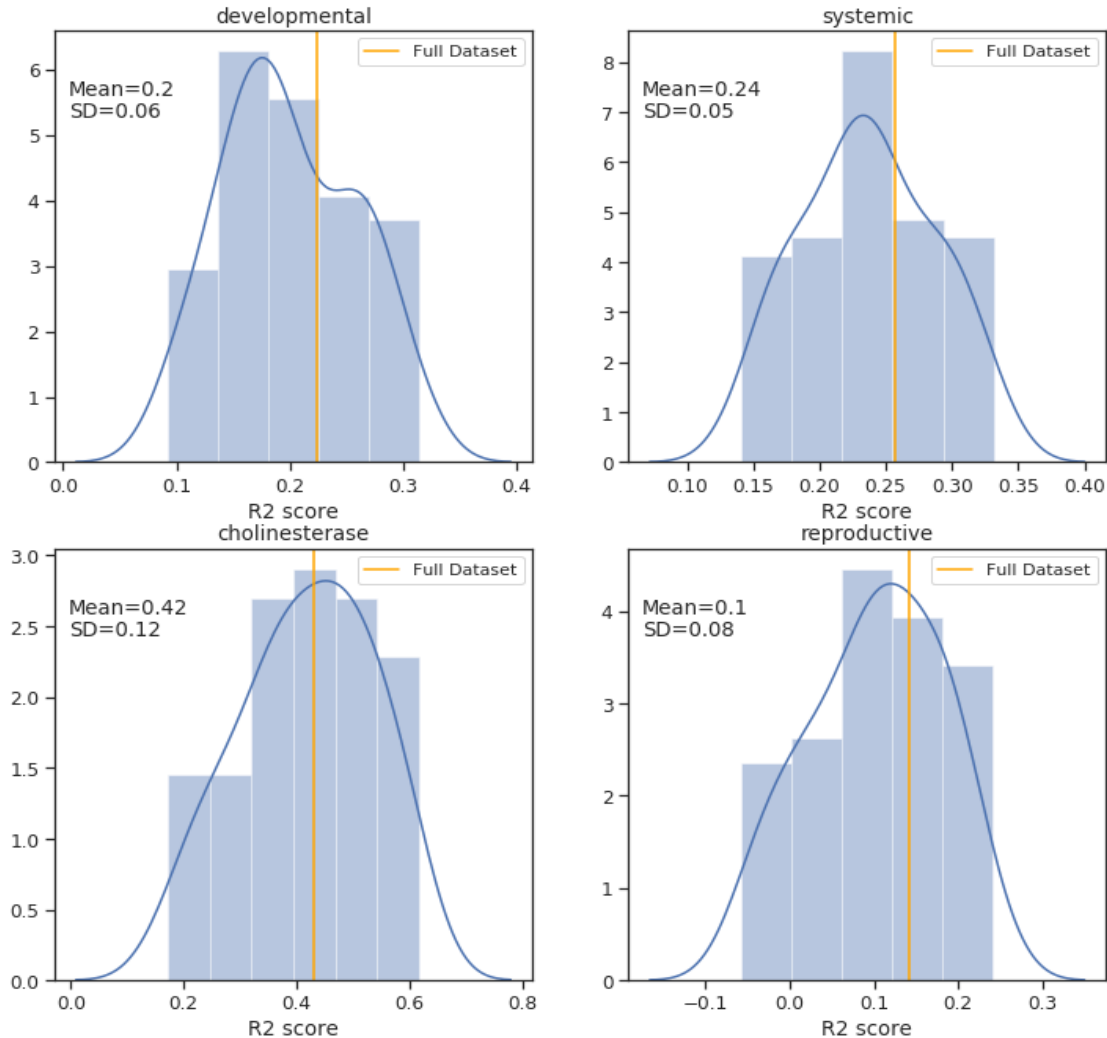 developmental
Full Dataset
Mean=0.2
SD=0.06
6
5
4
3
2
1
0
0.0 0.1 0.2 0.3 0.4
R2 score
systemic
Full Dataset
Mean=0.24
SD=0.05
8
7
6
5
4
3
2
1
0
0.10 0.15 0.20 0.25 0.30 0.35 0.40
R2 score
cholinesterase
Full Dataset
Mean=0.42
SD=0.12
3.0
2.5
2.0
1.5
1.0
0.5
0.0
0.0 0.2 0.4 0.6 0.8
R2 score
reproductive
Full Dataset
Mean=0.1
SD=0.08
4
3
2
1
0
−0.1 0.0 0.1 0.2 0.3
R2 score